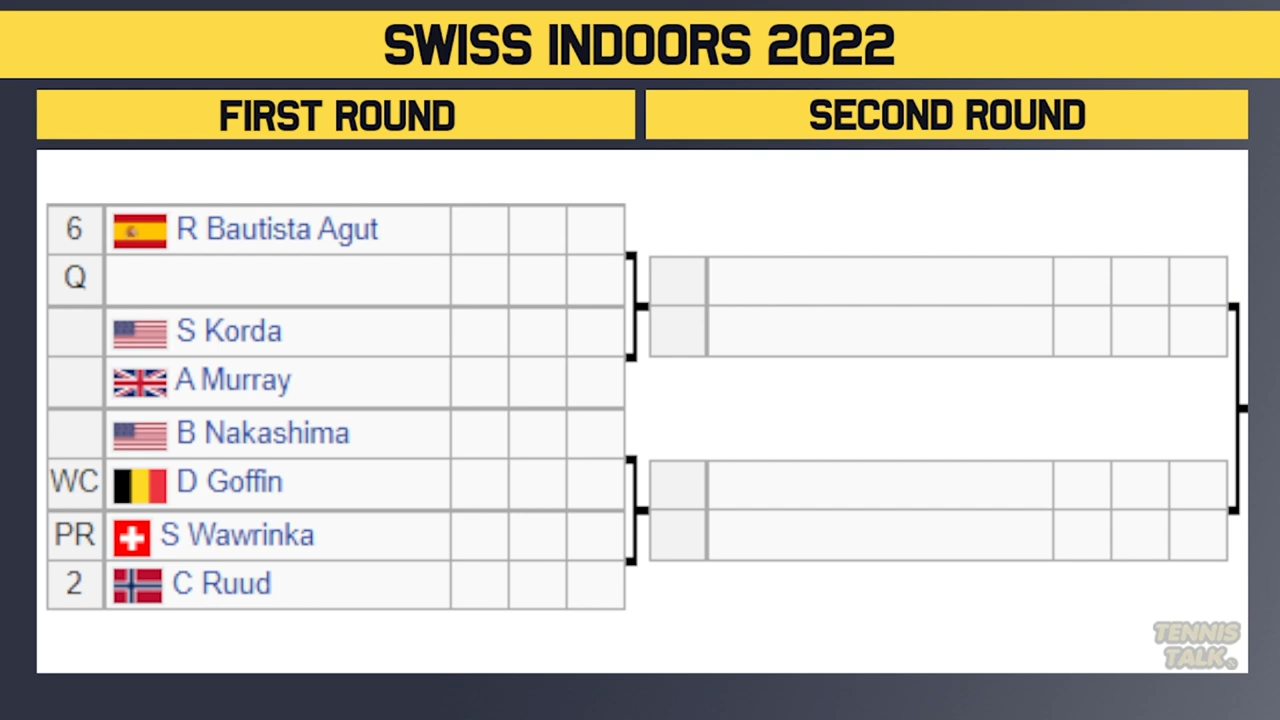 SWISS INDOORS 2022
FIRST ROUND
SECOND ROUND
6 R Bautista Agut
Q
S Korda
A Murray
B Nakashima
WC D Goffin
PR S Wawrinka
2 C Ruud
TENNIS
TALK